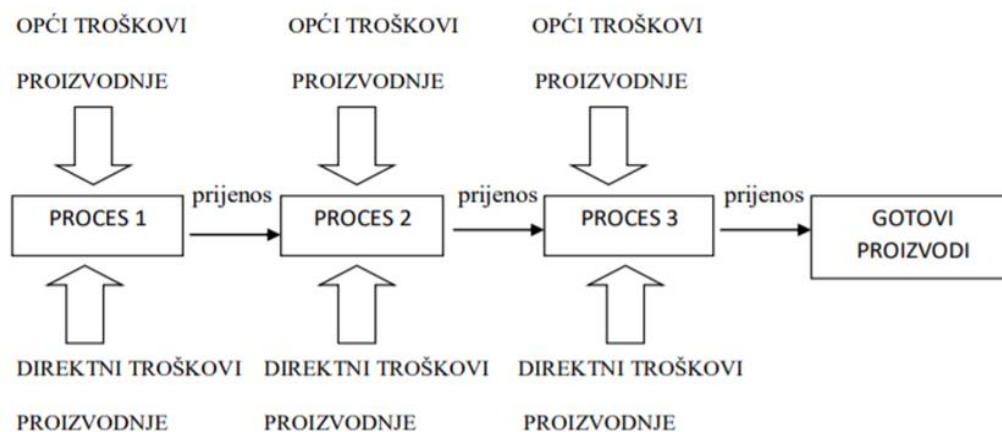 OPĆI TROŠKOVI
PROIZVODNJE
OPĆI TROŠKOVI
PROIZVODNJE
OPĆI TROŠKOVI
PROIZVODNJE
PROCES 1
prijenos
PROCES 2
prijenos
PROCES 3
prijenos
GOTOVI
PROIZVODI
DIREKTNI TROŠKOVI
PROIZVODNJE
DIREKTNI TROŠKOVI
PROIZVODNJE
DIREKTNI TROŠKOVI
PROIZVODNJE